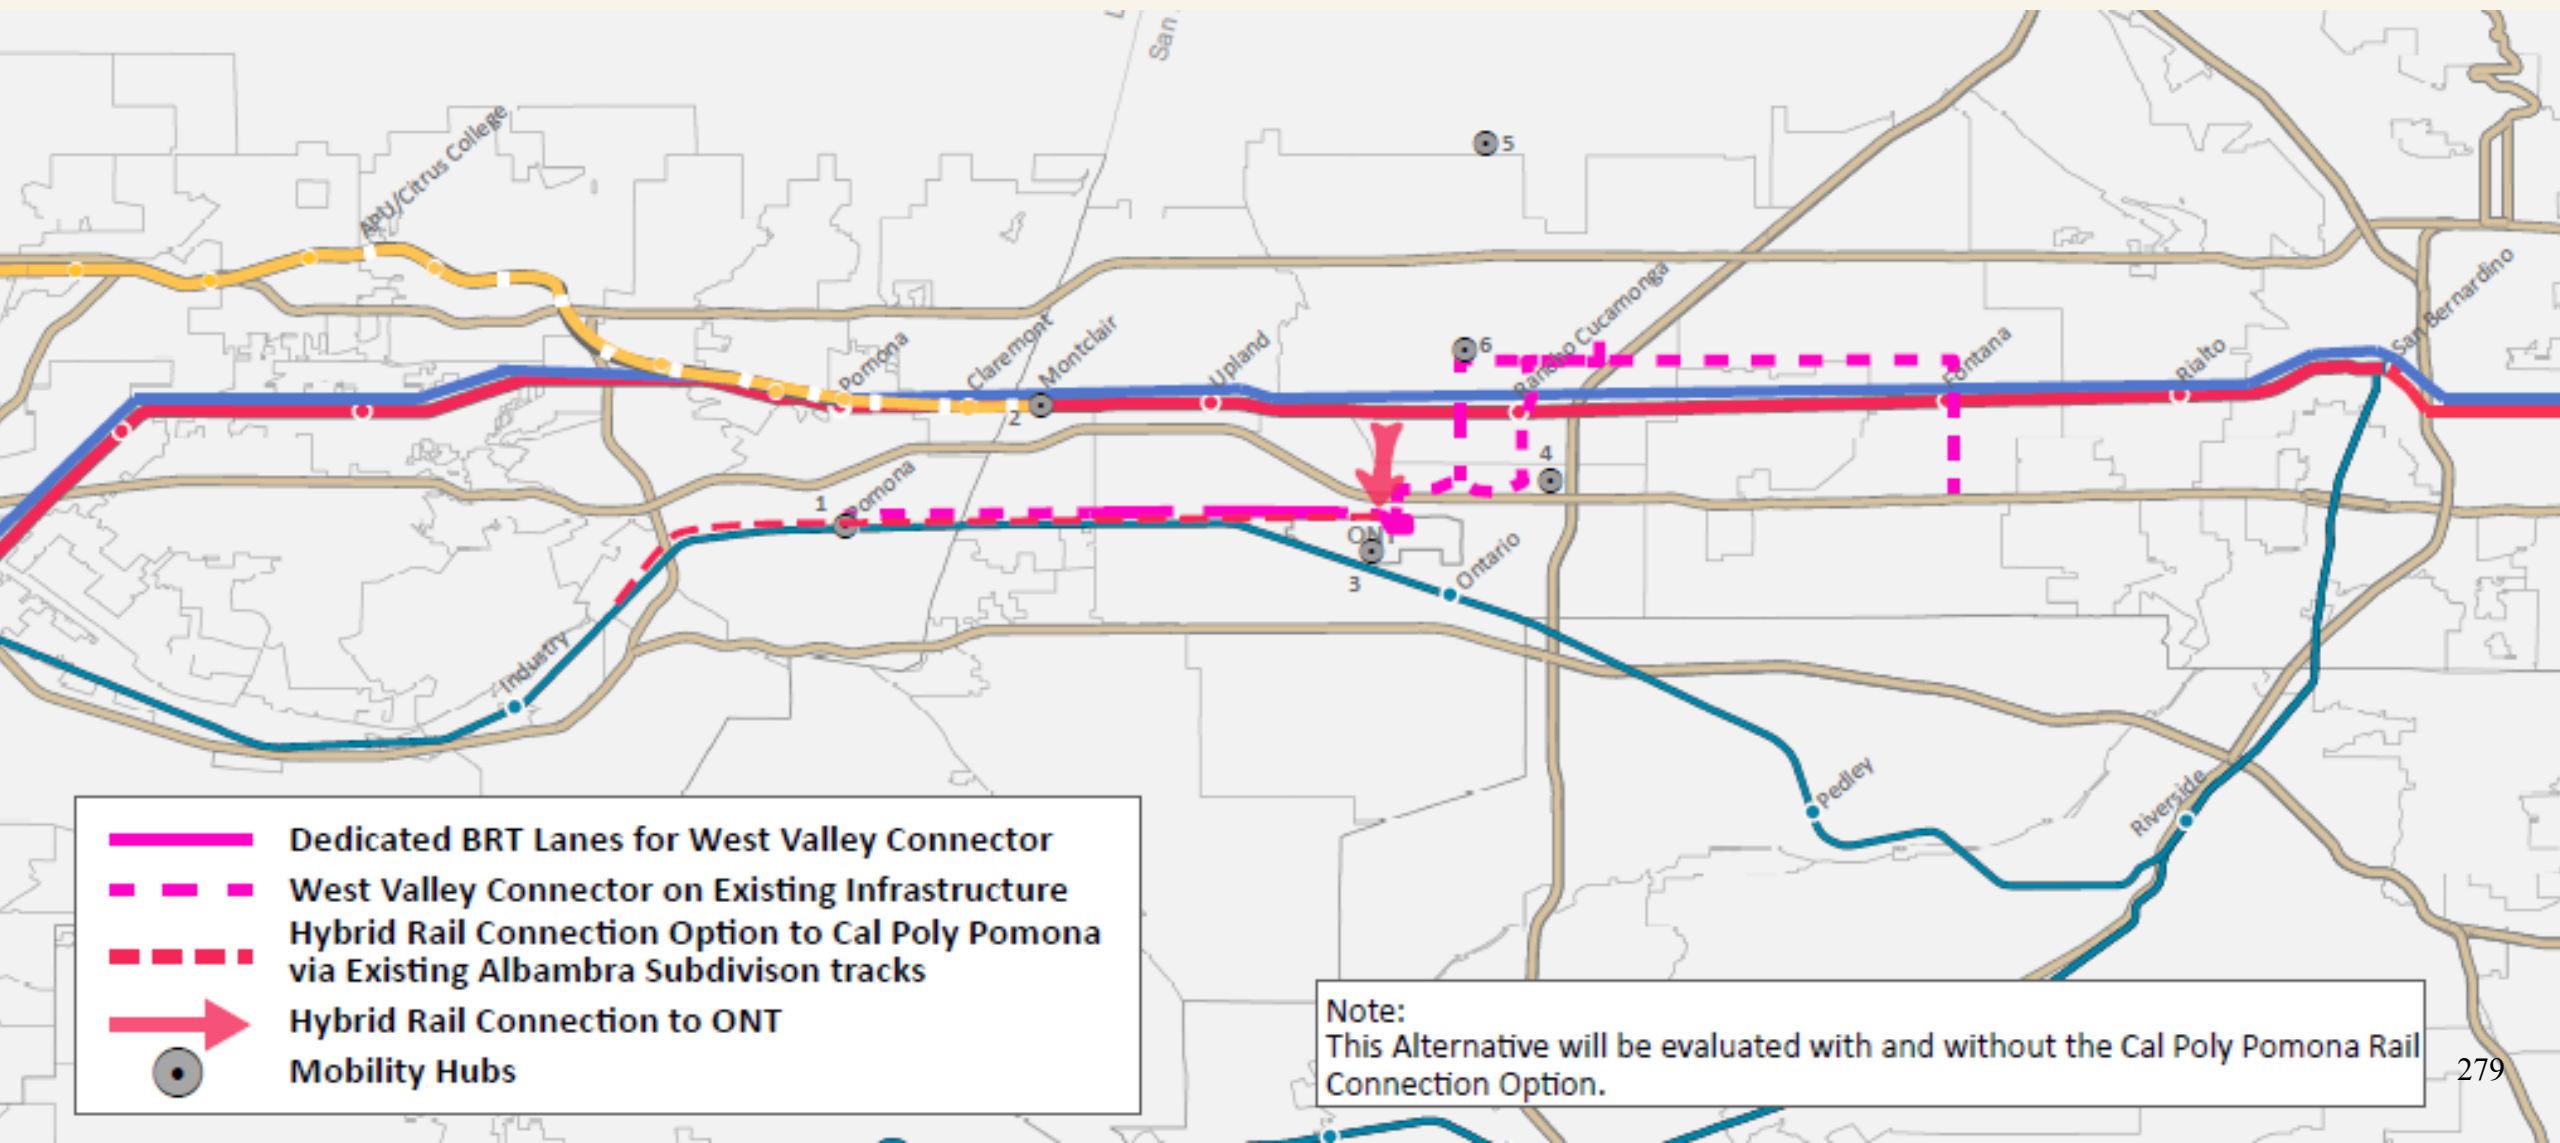 San
APU/Citrus College
5
San Bernardino
Rancho Cucamonga
Pomona
Claremont
Montclair
Upland
6
Fontana
Rialto
2
4
1
Pomona
ONT
3
Ontario
Industry
Pedley
Riverside
Dedicated BRT Lanes for West Valley Connector
West Valley Connector on Existing Infrastructure
Hybrid Rail Connection Option to Cal Poly Pomona
via Existing Albambra Subdivison tracks
Hybrid Rail Connection to ONT
Mobility Hubs
Note:
This Alternative will be evaluated with and without the Cal Poly Pomona Rail
Connection Option.
279